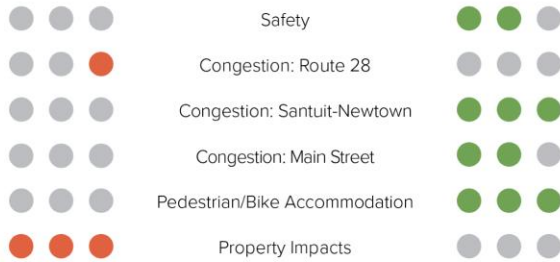 Safety
Congestion: Route 28
Congestion: Santuit-Newtown
Congestion: Main Street
Pedestrian/Bike Accommodation
Property Impacts